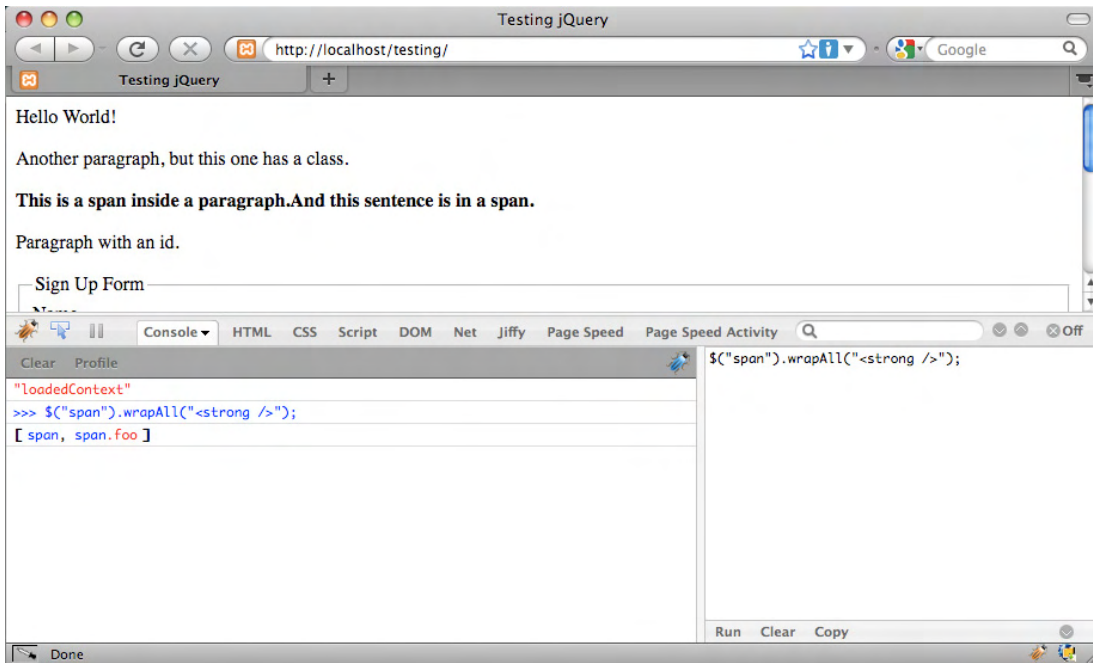 Testing jQuery
http://localhost/testing/
Google
Testing jQuery
Hello World!
Another paragraph, but this one has a class.
This is a span inside a paragraph.And this sentence is in a span.
Paragraph with an id.
Sign Up Form
Console HTML CSS Script DOM Net Jiffy Page Speed Page Speed Activity Off
Clear Profile
"loadedContext"
>>> $("span").wrapAll("<strong />");
[ span, span.foo ]
$("span").wrapAll("<strong />");
Run Clear Copy
Done